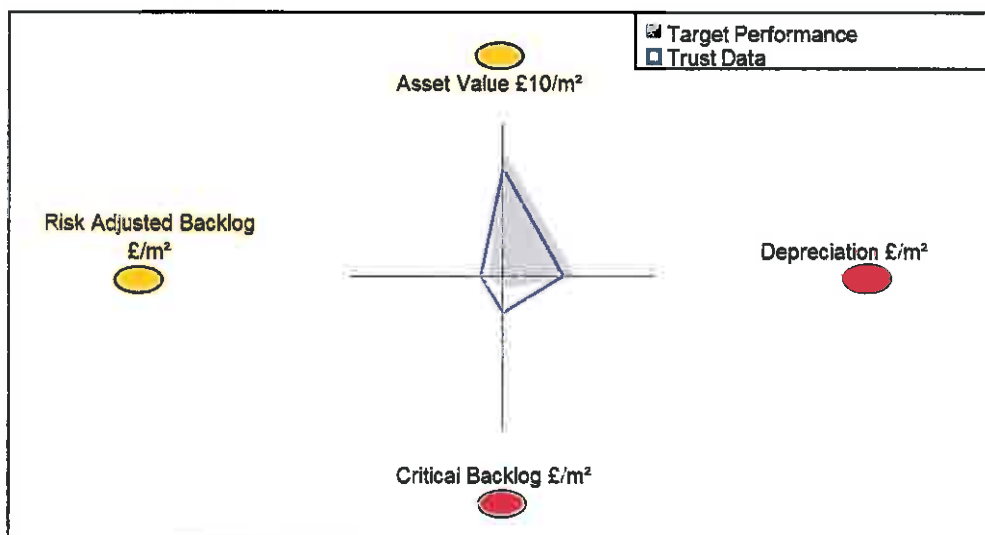 Target Performance
Trust Data
Asset Value £10/m²
Risk Adjusted Backlog
£/m²
Depreciation £/m²
Critical Backlog £/m²